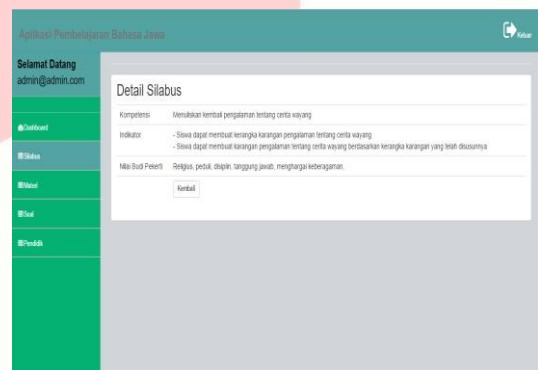 Aplikasi Pembelajaran Bahasa Jawa
Keluar
Selamat Datang
admin@admin.com
Dashboard
Silabus
Materi
Soal
Pendidik
Detail Silabus
Kompetensi Menuliskan kembali pengalaman tentang cerita wayang
Indikator - Siswa dapat membuat kerangka karangan pengalaman tentang cerita wayang
- Siswa dapat membuat karangan pengalaman tentang cerita wayang berdasarkan kerangka karangan yang telah disusunnya
Nilai Budi Pekerti Religius, peduli, disiplin, tanggung jawab, menghargai keberagaman.
Kembali